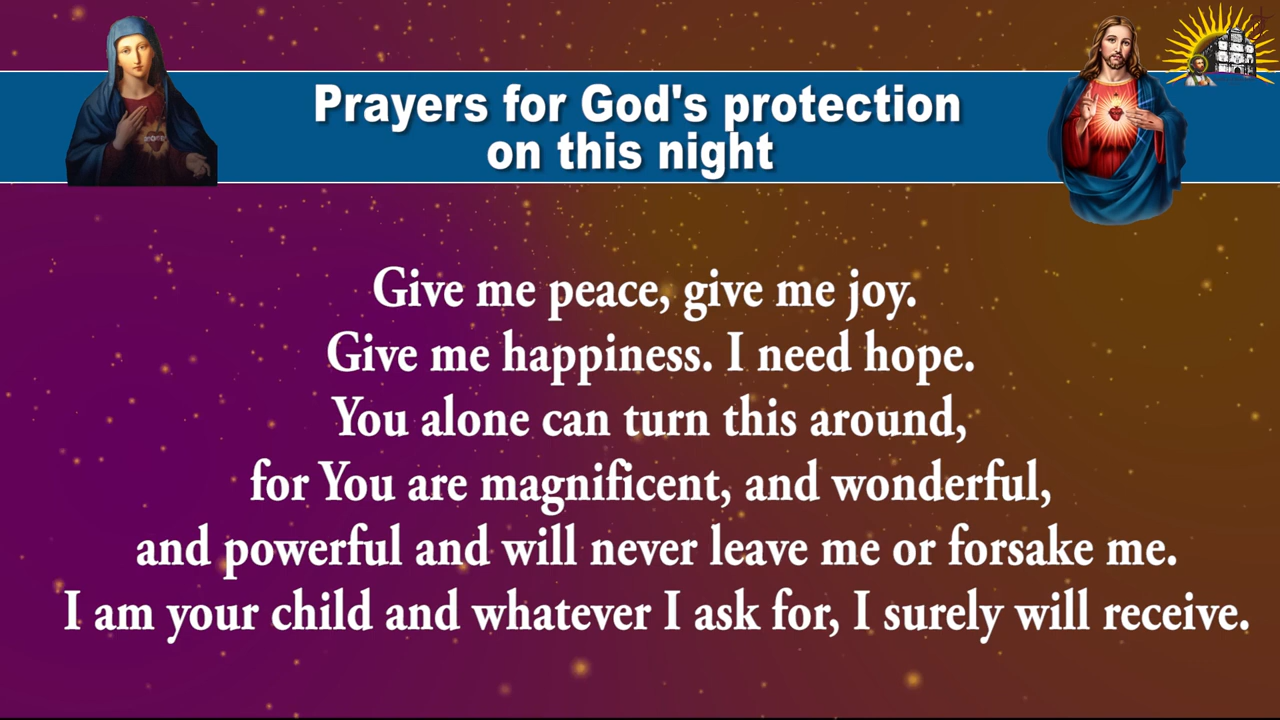 Prayers for God's protection
on this night
Give me peace, give me joy.
Give me happiness. I need hope.
You alone can turn this around,
for You are magnificent, and wonderful,
and powerful and will never leave me or forsake me.
I am your child and whatever I ask for, I surely will receive.